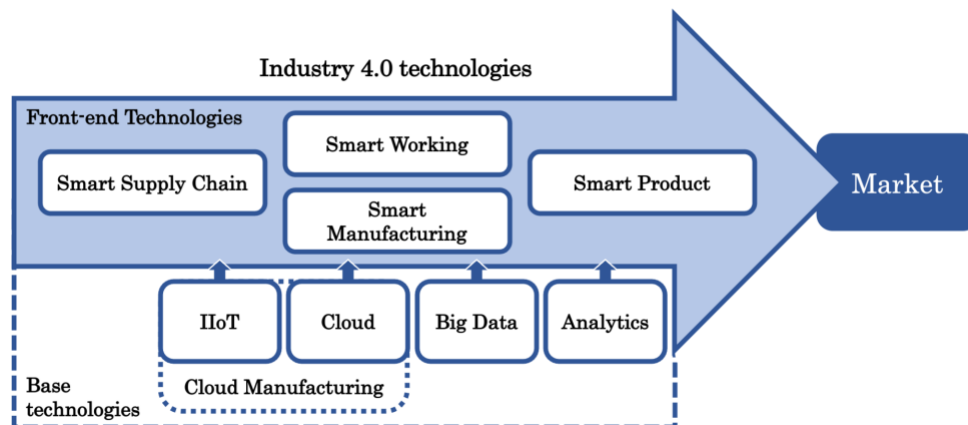 Industry 4.0 technologies
Front-end Technologies
Smart Working
Smart Supply Chain
Smart Product
Smart
Manufacturing
Market
IIoT
Cloud
Big Data
Analytics
Cloud Manufacturing
Base
technologies